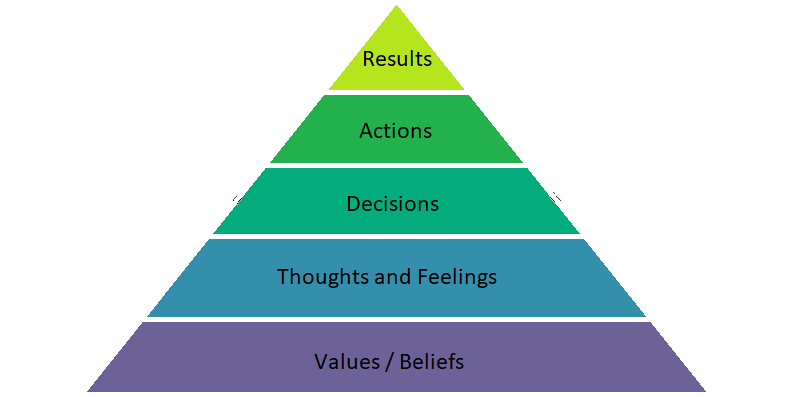 Results
Actions
Decisions
Thoughts and Feelings
Values / Beliefs